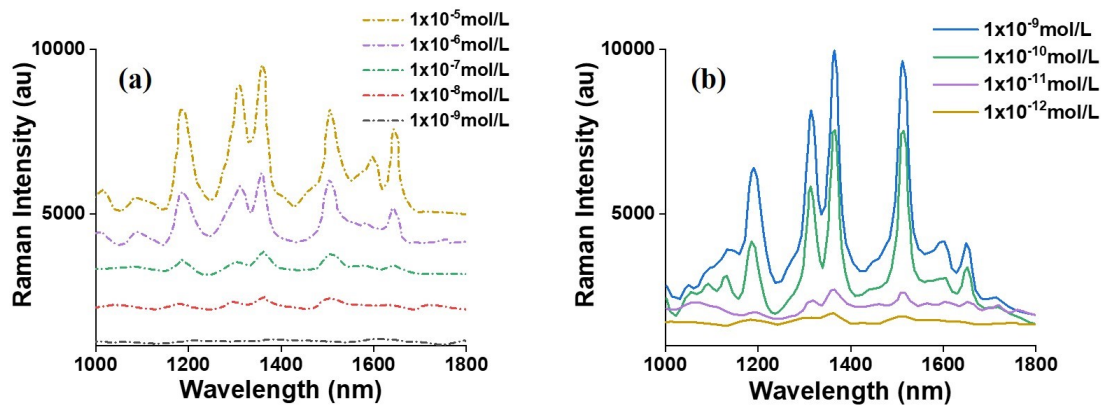 (a)
1x10⁻⁵mol/L
1x10⁻⁶mol/L
1x10⁻⁷mol/L
1x10⁻⁸mol/L
1x10⁻⁹mol/L
Raman Intensity (au)
10000
5000
1000 1200 1400 1600 1800
Wavelength (nm)
(b)
1x10⁻⁹mol/L
1x10⁻¹⁰mol/L
1x10⁻¹¹mol/L
1x10⁻¹²mol/L
Raman Intensity (au)
10000
5000
1000 1200 1400 1600 1800
Wavelength (nm)